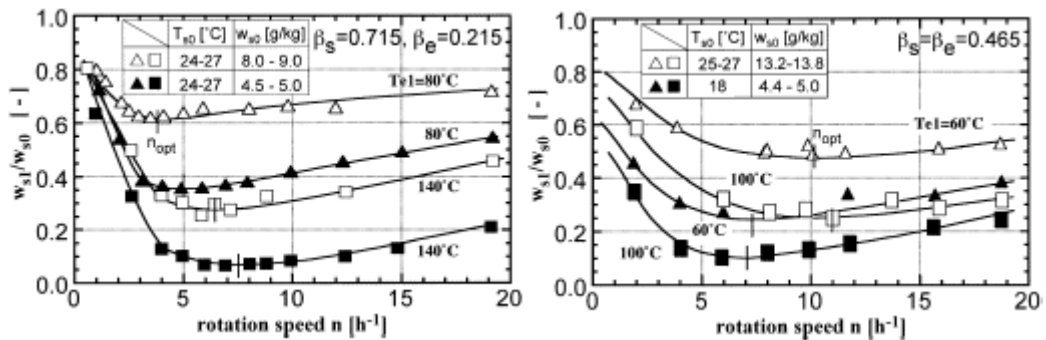 T_s0 [°C] w_s0 [g/kg]
24-27 8.0 - 9.0
24-27 4.5 - 5.0
β_s=0.715, β_e=0.215
Te1=80°C
n_opt
80°C
140°C
140°C
w_s1/w_s0 [-]
1.0
0.8
0.6
0.4
0.2
0.0
0 5 10 15 20
rotation speed n [h⁻¹]
T_s0 [°C] w_s0 [g/kg]
25-27 13.2-13.8
18 4.4 - 5.0
β_s=β_e=0.465
n_opt
Te1=60°C
100°C
60°C
100°C
w_s1/w_s0 [-]
1.0
0.8
0.6
0.4
0.2
0.0
0 5 10 15 20
rotation speed n [h⁻¹]